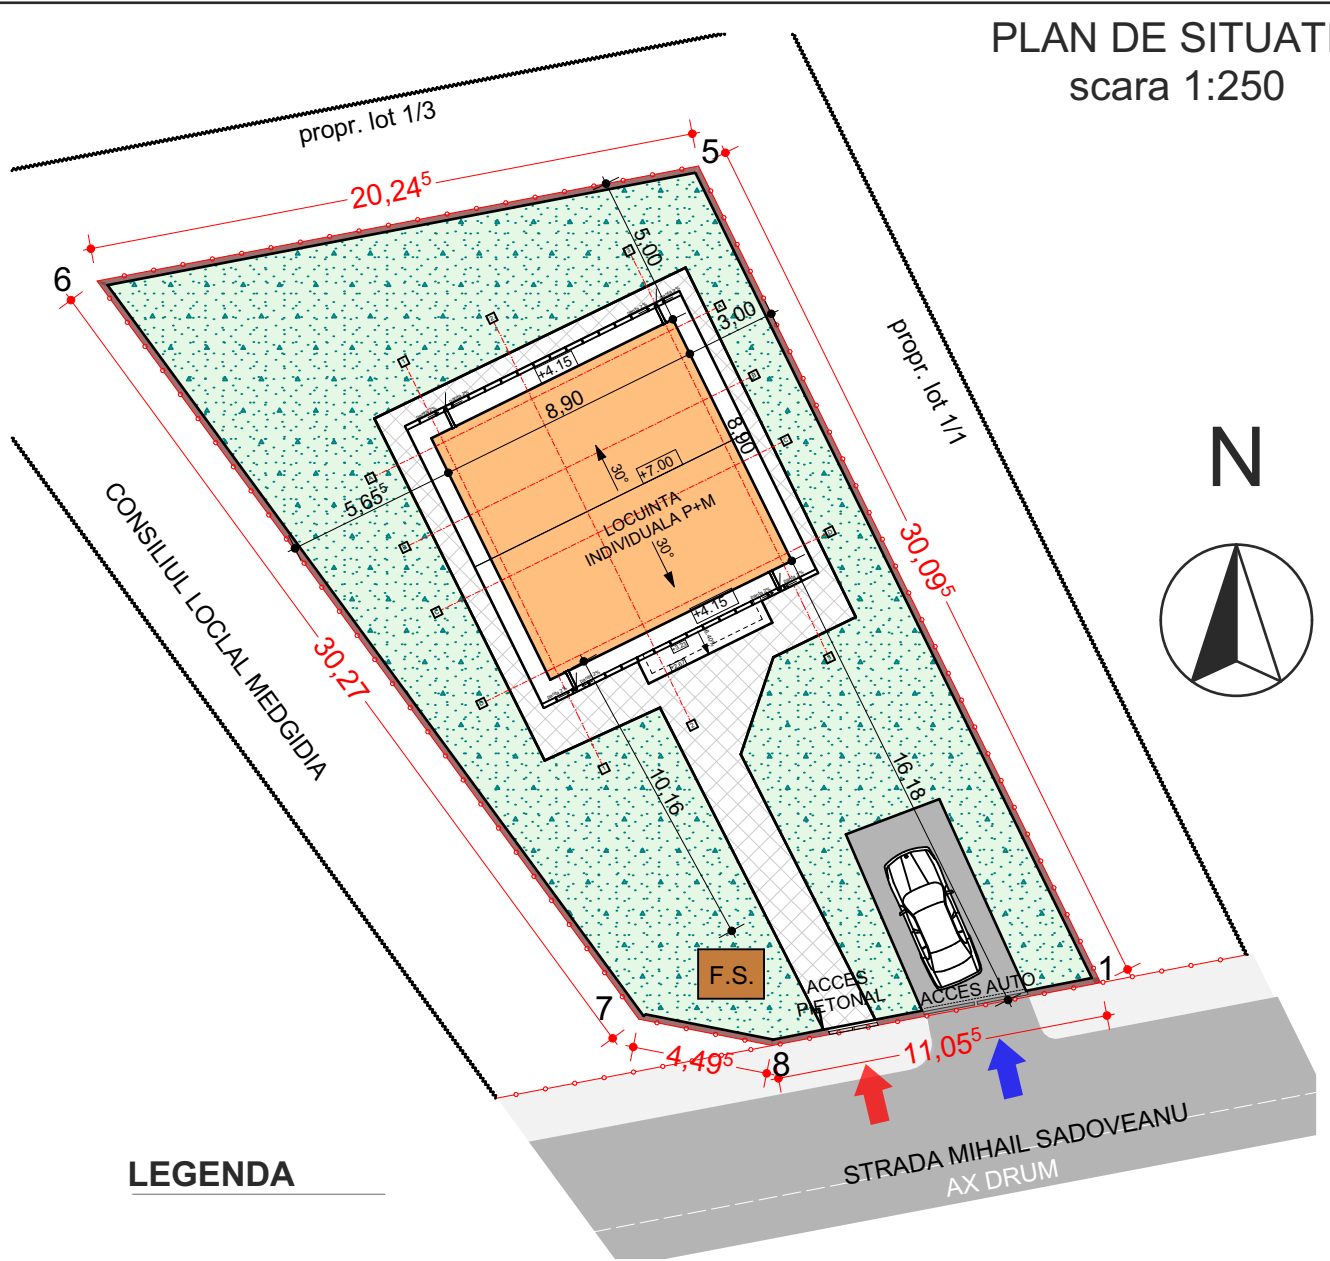 PLAN DE SITUATI
scara 1:250
propr. lot 1/3
20,24⁵
5
6
5,00
3,00
+4.15
8,90
8,90
propr. lot 1/1
N
30°
+7.00
5,65⁵
LOCUINTA
INDIVIDUALA P+M
30°
CONSILIUL LOCLAL MEDGIDIA
30,09⁵
+4.15
30,27
10,16
16,18
F.S.
ACCES
PIETONAL
ACCES AUTO
1
7
4,49⁵
8
11,05⁵
STRADA MIHAIL SADOVEANU
AX DRUM
LEGENDA